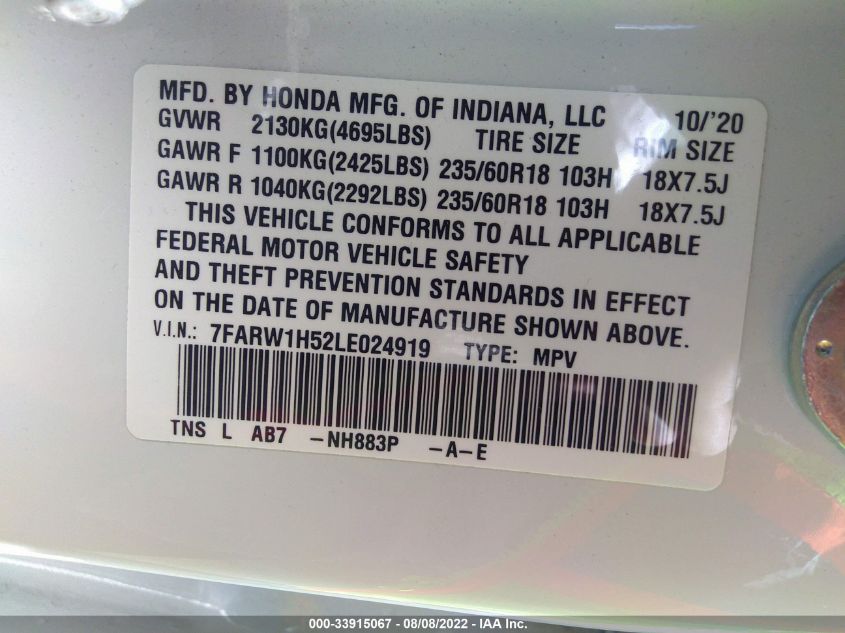 MFD. BY HONDA MFG. OF INDIANA, LLC 10/'20
GVWR 2130KG(4695LBS) TIRE SIZE RIM SIZE
GAWR F 1100KG(2425LBS) 235/60R18 103H 18X7.5J
GAWR R 1040KG(2292LBS) 235/60R18 103H 18X7.5J
THIS VEHICLE CONFORMS TO ALL APPLICABLE
FEDERAL MOTOR VEHICLE SAFETY
AND THEFT PREVENTION STANDARDS IN EFFECT
ON THE DATE OF MANUFACTURE SHOWN ABOVE.
V.I.N.: 7FARW1H52LE024919 TYPE: MPV
TNS L AB7 -NH883P -A-E
000-33915067 - 08/08/2022 - IAA Inc.